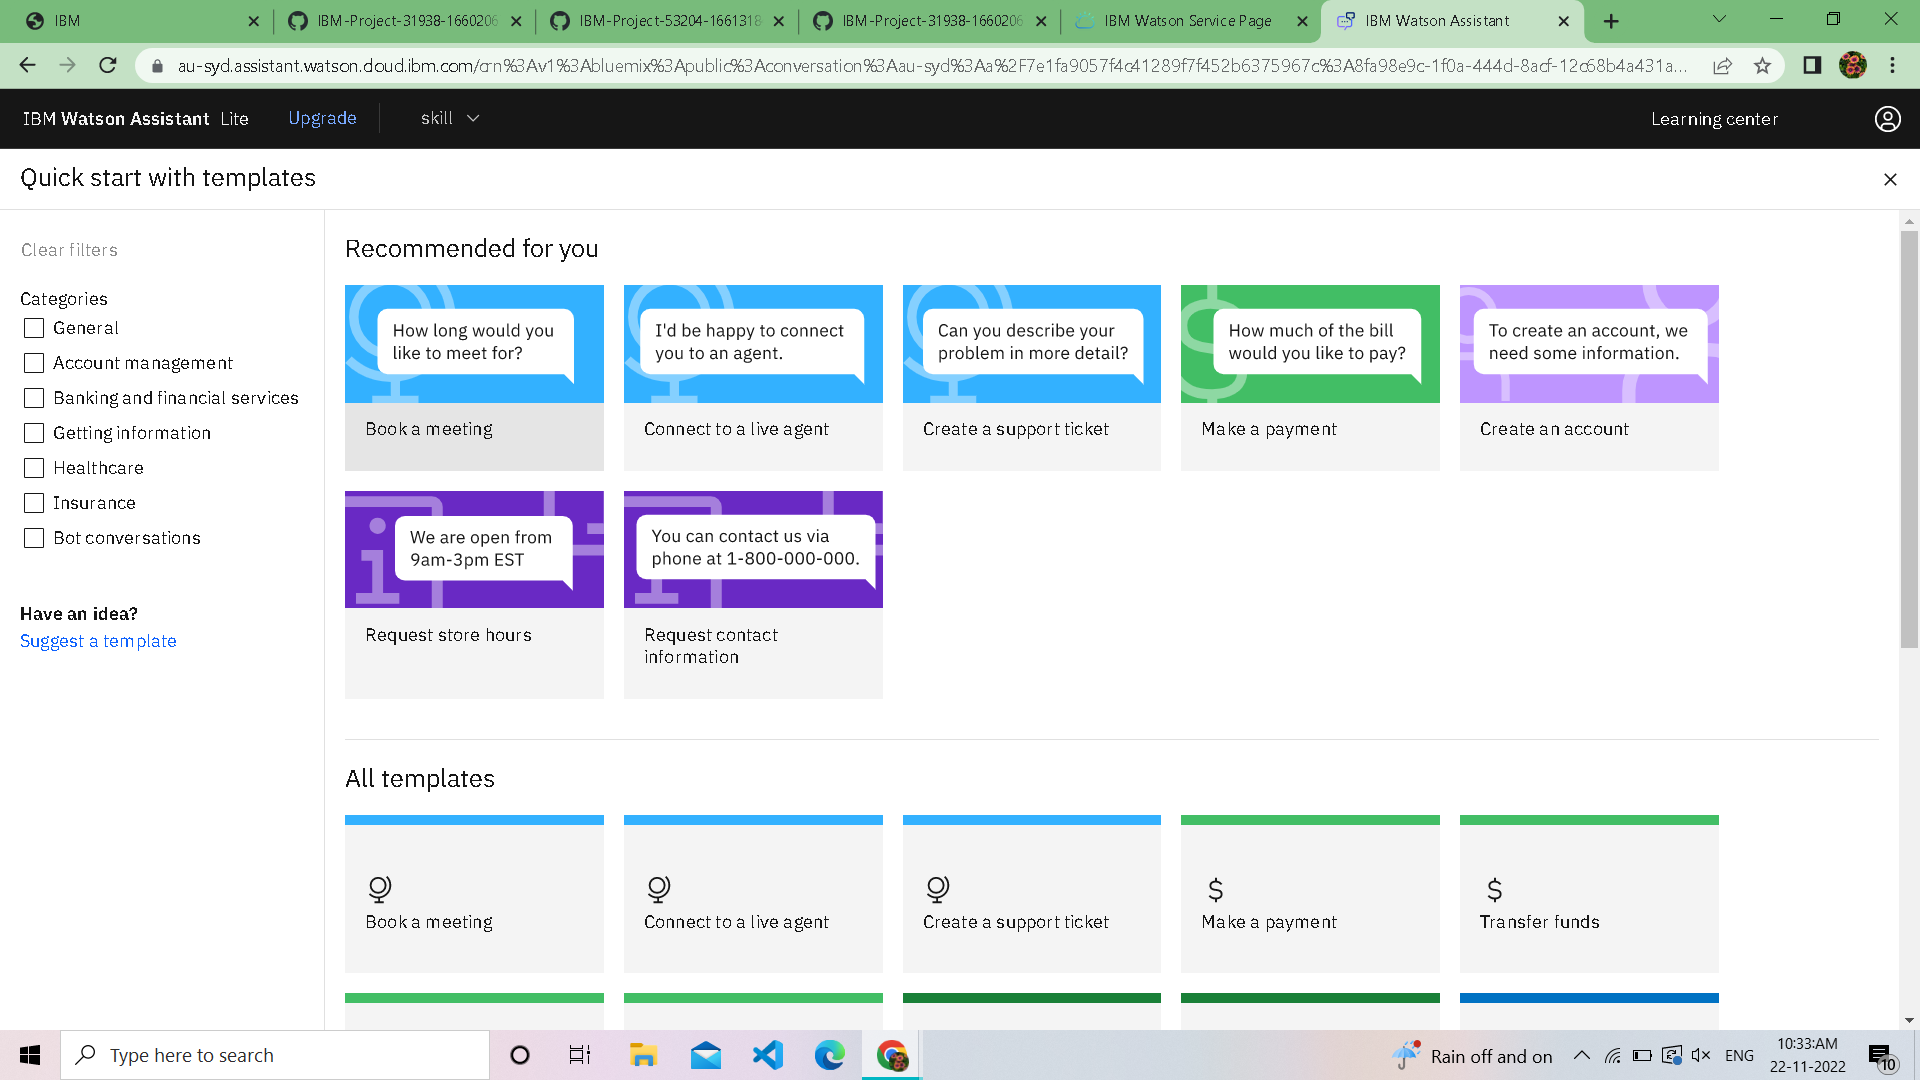 IBM
IBM-Project-31938-1660206
IBM-Project-53204-1661318
IBM-Project-31938-1660206
IBM Watson Service Page
IBM Watson Assistant
au-syd.assistant.watson.cloud.ibm.com/crn%3Av1%3Abluemix%3Apublic%3Aconversation%3Aau-syd%3Aa%2F7e1fa9057f4c41289f7f452b6375967c%3A8fa98e9c-1f0a-444d-8acf-12c68b4a431a...
IBM Watson Assistant Lite
Upgrade
skill
Learning center
Quick start with templates
Clear filters
Categories
General
Account management
Banking and financial services
Getting information
Healthcare
Insurance
Bot conversations
Have an idea?
Suggest a template
Recommended for you
How long would you
like to meet for?
Book a meeting
I'd be happy to connect
you to an agent.
Connect to a live agent
Can you describe your
problem in more detail?
Create a support ticket
How much of the bill
would you like to pay?
Make a payment
To create an account, we
need some information.
Create an account
We are open from
9am-3pm EST
Request store hours
You can contact us via
phone at 1-800-000-000.
Request contact
information
All templates
Book a meeting
Connect to a live agent
Create a support ticket
$
Make a payment
$
Transfer funds
Type here to search
Rain off and on
ENG
10:33:AM
22-11-2022
10